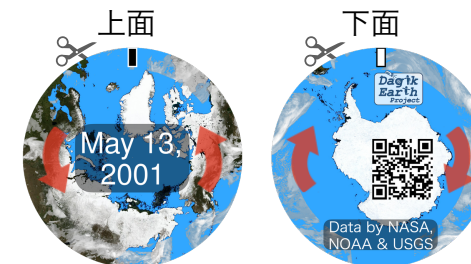 上面
下面
May 13,
2001
Dagik
Earth
Project
Data by NASA,
NOAA & USGS